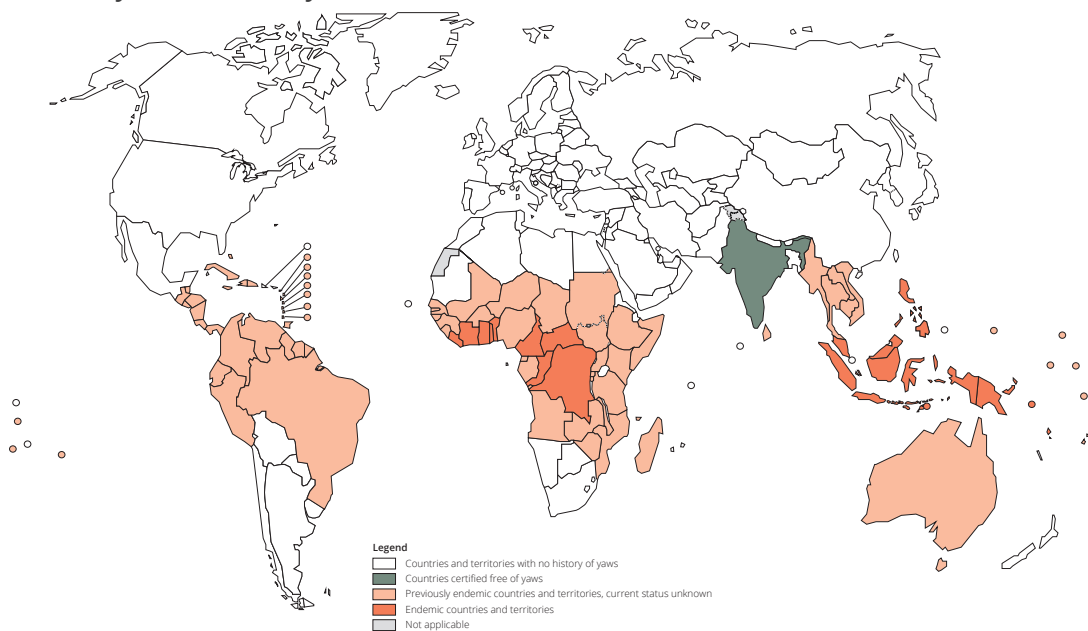 Legend
Countries and territories with no history of yaws
Countries certified free of yaws
Previously endemic countries and territories, current status unknown
Endemic countries and territories
Not applicable